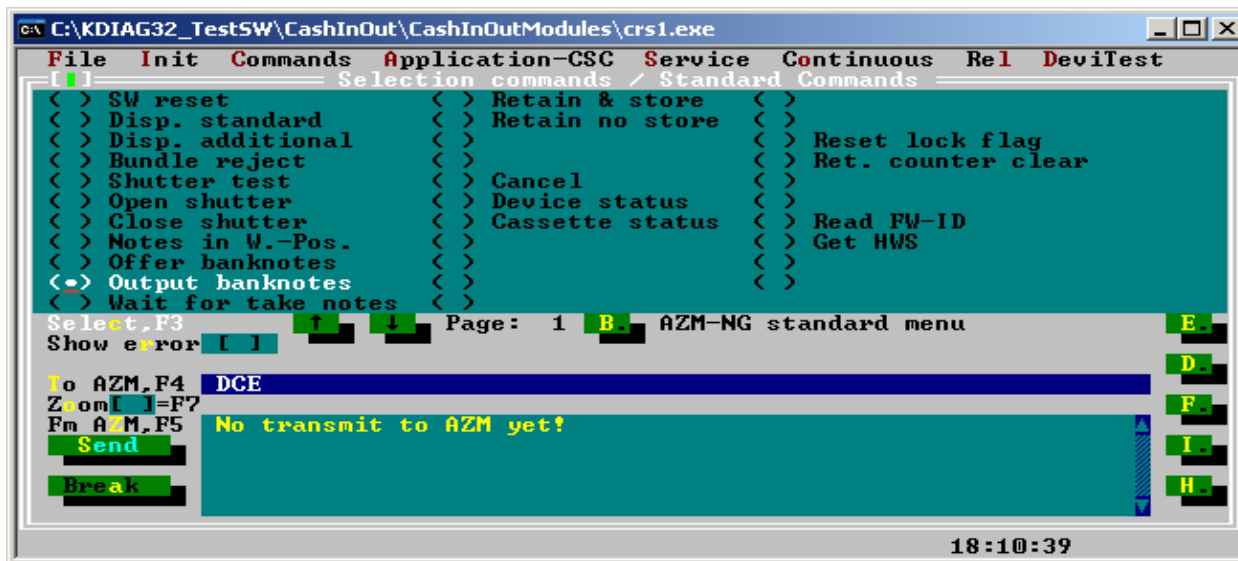 C:\KDIAG32_TestSW\CashInOut\CashInOutModules\crs1.exe
File Init Commands Application-CSC Service Continuous Rel DeviTest
[ ] Selection commands / Standard Commands
( ) SW reset ( ) Retain & store ( )
( ) Disp. standard ( ) Retain no store ( )
( ) Disp. additional ( ) ( ) Reset lock flag
( ) Bundle reject ( ) ( ) Ret. counter clear
( ) Shutter test ( ) Cancel ( )
( ) Open shutter ( ) Device status ( )
( ) Close shutter ( ) Cassette status ( ) Read FW-ID
( ) Notes in W.-Pos. ( ) ( ) Get HWS
( ) Offer banknotes ( ) ( )
(•) Output banknotes ( ) ( )
( ) Wait for take notes ( )
Select,F3 ↑ ↓ Page: 1 B. AZM-NG standard menu E.
Show error [ ]
D.
To AZM,F4 DCE
Zoom[ ]=F7
F.
Fm AZM,F5 No transmit to AZM yet!
Send I.
Break H.
18:10:39